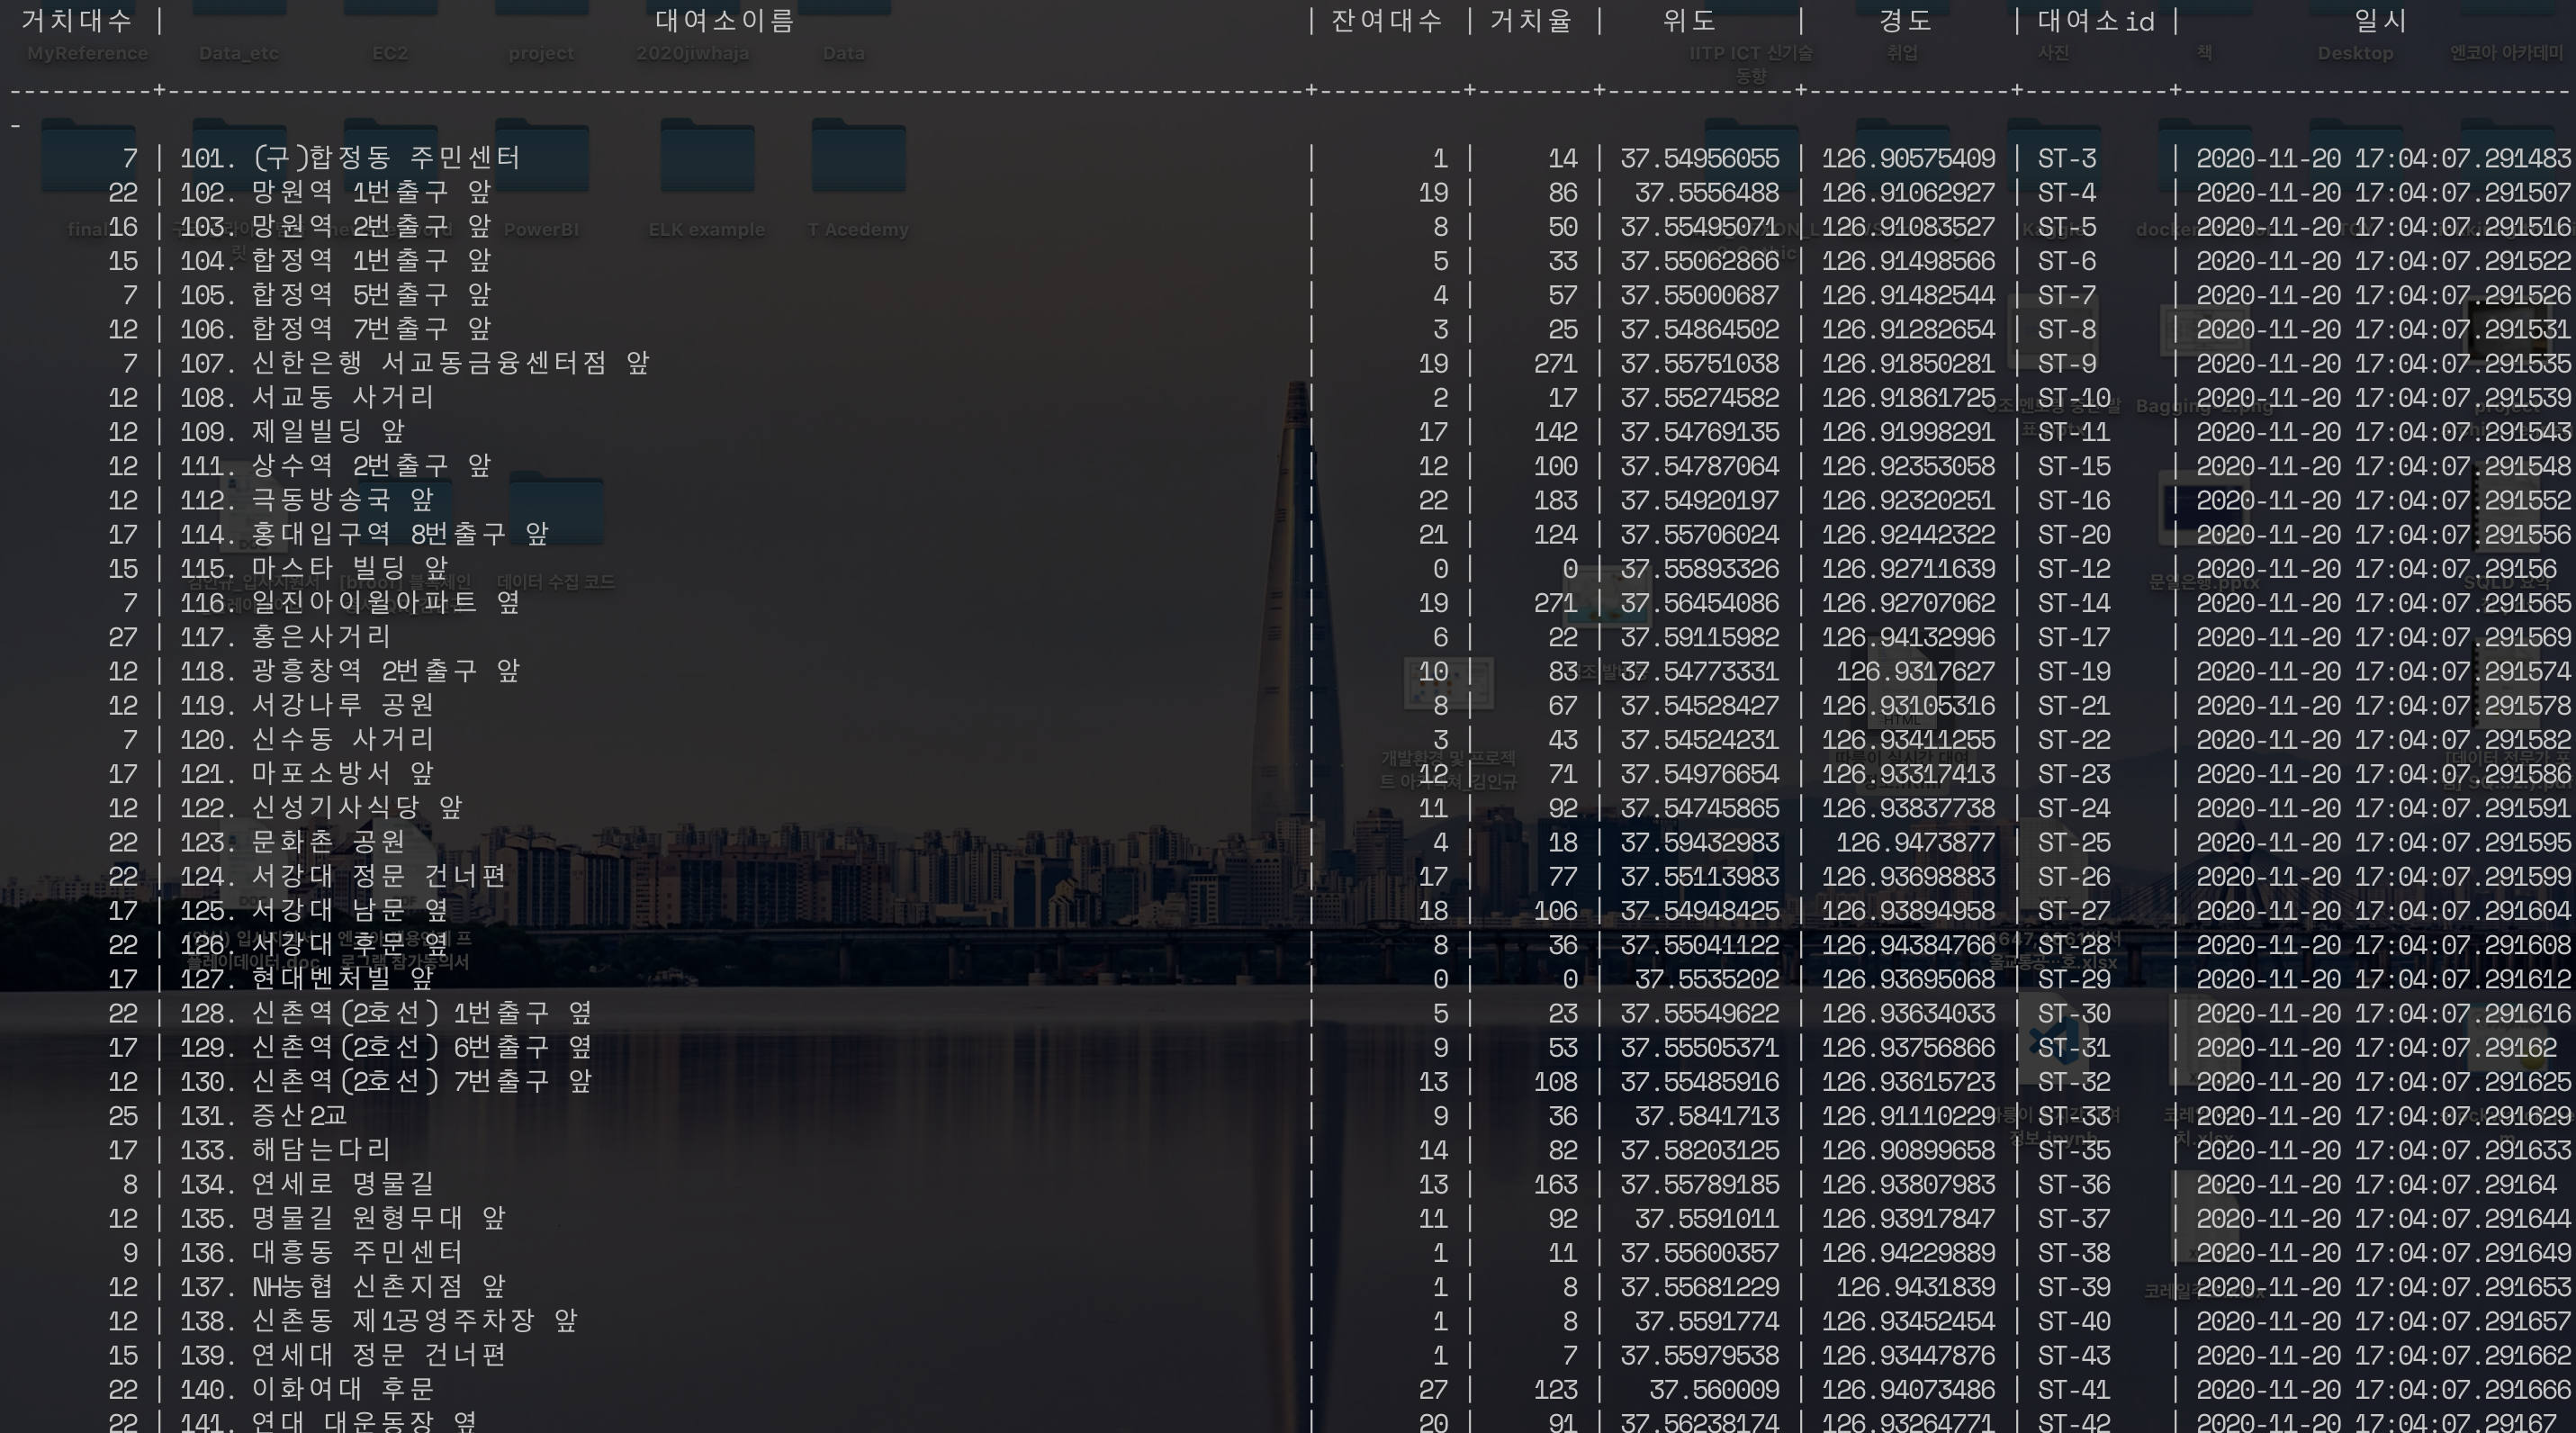 거치대수 | 대여소이름 | 잔여대수 | 거치율 | 위도 | 경도 | 대여소id | 일시
MyReference Data_etc EC2 project 2020jiwhaja Data IITP ICT 신기술 동향 취업 사진 책 Desktop 엔코아 아카데미
7 | 101. (구)합정동 주민센터 | 1 | 14 | 37.54956055 | 126.90575409 | ST-3 | 2020-11-20 17:04:07.291483
22 | 102. 망원역 1번출구 앞 | 19 | 86 | 37.5556488 | 126.91062927 | ST-4 | 2020-11-20 17:04:07.291507
16 | 103. 망원역 2번출구 앞 | 8 | 50 | 37.55495071 | 126.91083527 | ST-5 | 2020-11-20 17:04:07.291516
final PowerBI ELK example T Acedemy
15 | 104. 합정역 1번출구 앞 | 5 | 33 | 37.55062866 | 126.91498566 | ST-6 | 2020-11-20 17:04:07.291522
7 | 105. 합정역 5번출구 앞 | 4 | 57 | 37.55000687 | 126.91482544 | ST-7 | 2020-11-20 17:04:07.291526
12 | 106. 합정역 7번출구 앞 | 3 | 25 | 37.54864502 | 126.91282654 | ST-8 | 2020-11-20 17:04:07.291531
7 | 107. 신한은행 서교동금융센터점 앞 | 19 | 271 | 37.55751038 | 126.91850281 | ST-9 | 2020-11-20 17:04:07.291535
12 | 108. 서교동 사거리 | 2 | 17 | 37.55274582 | 126.91861725 | ST-10 | 2020-11-20 17:04:07.291539
12 | 109. 제일빌딩 앞 | 17 | 142 | 37.54769135 | 126.91998291 | ST-11 | 2020-11-20 17:04:07.291543
12 | 111. 상수역 2번출구 앞 | 12 | 100 | 37.54787064 | 126.92353058 | ST-15 | 2020-11-20 17:04:07.291548
12 | 112. 극동방송국 앞 | 22 | 183 | 37.54920197 | 126.92320251 | ST-16 | 2020-11-20 17:04:07.291552
17 | 114. 홍대입구역 8번출구 앞 | 21 | 124 | 37.55706024 | 126.92442322 | ST-20 | 2020-11-20 17:04:07.291556
15 | 115. 마스타 빌딩 앞 | 0 | 0 | 37.55893326 | 126.92711639 | ST-12 | 2020-11-20 17:04:07.29156
데이터 수집 코드
7 | 116. 일진아이윌아파트 옆 | 19 | 271 | 37.56454086 | 126.92707062 | ST-14 | 2020-11-20 17:04:07.291565
27 | 117. 홍은사거리 | 6 | 22 | 37.59115982 | 126.94132996 | ST-17 | 2020-11-20 17:04:07.291569
12 | 118. 광흥창역 2번출구 앞 | 10 | 83 | 37.54773331 | 126.9317627 | ST-19 | 2020-11-20 17:04:07.291574
12 | 119. 서강나루 공원 | 8 | 67 | 37.54528427 | 126.93105316 | ST-21 | 2020-11-20 17:04:07.291578
7 | 120. 신수동 사거리 | 3 | 43 | 37.54524231 | 126.93411255 | ST-22 | 2020-11-20 17:04:07.291582
17 | 121. 마포소방서 앞 | 12 | 71 | 37.54976654 | 126.93317413 | ST-23 | 2020-11-20 17:04:07.291586
12 | 122. 신성기사식당 앞 | 11 | 92 | 37.54745865 | 126.93837738 | ST-24 | 2020-11-20 17:04:07.291591
22 | 123. 문화촌 공원 | 4 | 18 | 37.59432983 | 126.9473877 | ST-25 | 2020-11-20 17:04:07.291595
22 | 124. 서강대 정문 건너편 | 17 | 77 | 37.55113983 | 126.93698883 | ST-26 | 2020-11-20 17:04:07.291599
17 | 125. 서강대 남문 옆 | 18 | 106 | 37.54948425 | 126.93894958 | ST-27 | 2020-11-20 17:04:07.291604
22 | 126. 서강대 후문 옆 | 8 | 36 | 37.55041122 | 126.94384766 | ST-28 | 2020-11-20 17:04:07.291608
17 | 127. 현대벤처빌 앞 | 0 | 0 | 37.5535202 | 126.93695068 | ST-29 | 2020-11-20 17:04:07.291612
22 | 128. 신촌역(2호선) 1번출구 옆 | 5 | 23 | 37.55549622 | 126.93634033 | ST-30 | 2020-11-20 17:04:07.291616
17 | 129. 신촌역(2호선) 6번출구 옆 | 9 | 53 | 37.55505371 | 126.93756866 | ST-31 | 2020-11-20 17:04:07.29162
12 | 130. 신촌역(2호선) 7번출구 앞 | 13 | 108 | 37.55485916 | 126.93615723 | ST-32 | 2020-11-20 17:04:07.291625
25 | 131. 증산2교 | 9 | 36 | 37.5841713 | 126.91110229 | ST-33 | 2020-11-20 17:04:07.291628
17 | 133. 해담는다리 | 14 | 82 | 37.58203125 | 126.90899658 | ST-35 | 2020-11-20 17:04:07.291633
8 | 134. 연세로 명물길 | 13 | 163 | 37.55789185 | 126.93807983 | ST-36 | 2020-11-20 17:04:07.29164
12 | 135. 명물길 원형무대 앞 | 11 | 92 | 37.5591011 | 126.93917847 | ST-37 | 2020-11-20 17:04:07.291644
9 | 136. 대흥동 주민센터 | 1 | 11 | 37.55600357 | 126.94229889 | ST-38 | 2020-11-20 17:04:07.291649
12 | 137. NH농협 신촌지점 앞 | 1 | 8 | 37.55681229 | 126.9431839 | ST-39 | 2020-11-20 17:04:07.291653
12 | 138. 신촌동 제1공영주차장 앞 | 1 | 8 | 37.5591774 | 126.93452454 | ST-40 | 2020-11-20 17:04:07.291657
15 | 139. 연세대 정문 건너편 | 1 | 7 | 37.55979538 | 126.93447876 | ST-43 | 2020-11-20 17:04:07.291662
22 | 140. 이화여대 후문 | 27 | 123 | 37.560009 | 126.94073486 | ST-41 | 2020-11-20 17:04:07.291666
22 | 141. 연대 대운동장 옆 | 20 | 91 | 37.56238174 | 126.93264771 | ST-42 | 2020-11-20 17:04:07.29167